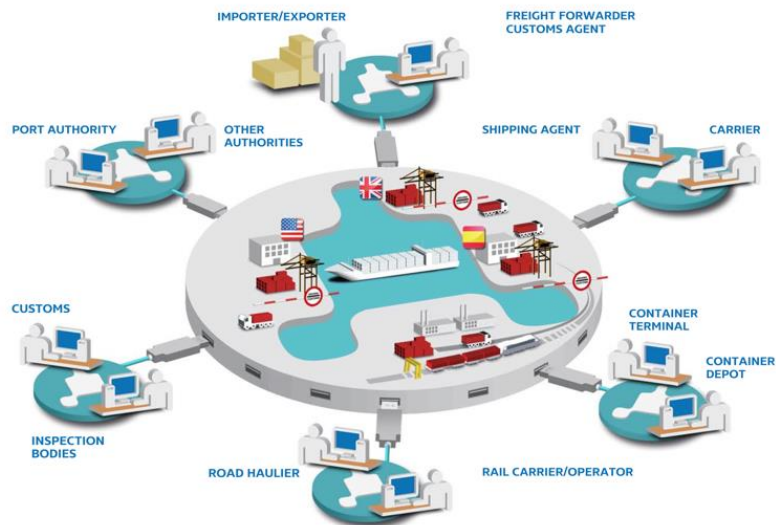 IMPORTER/EXPORTER
FREIGHT FORWARDER
CUSTOMS AGENT
PORT AUTHORITY
OTHER
AUTHORITIES
SHIPPING AGENT
CARRIER
CUSTOMS
INSPECTION
BODIES
CONTAINER
TERMINAL
CONTAINER
DEPOT
ROAD HAULIER
RAIL CARRIER/OPERATOR